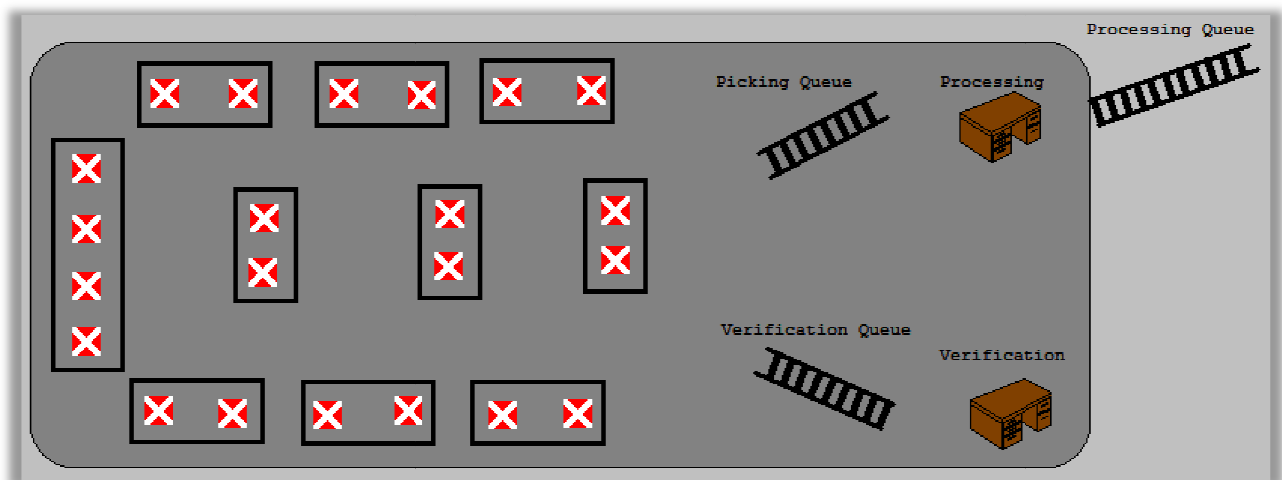 Processing Queue
Picking Queue
Processing
Verification Queue
Verification